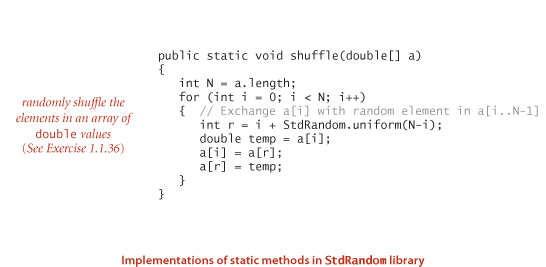 public static void shuffle(double[] a)
{
   int N = a.length;
   for (int i = 0; i < N; i++)
   {  // Exchange a[i] with random element in a[i..N-1]
      int r = i + StdRandom.uniform(N-i);
      double temp = a[i];
      a[i] = a[r];
      a[r] = temp;
   }
}
randomly shuffle the
elements in an array of
double values
(See Exercise 1.1.36)
Implementations of static methods in StdRandom library